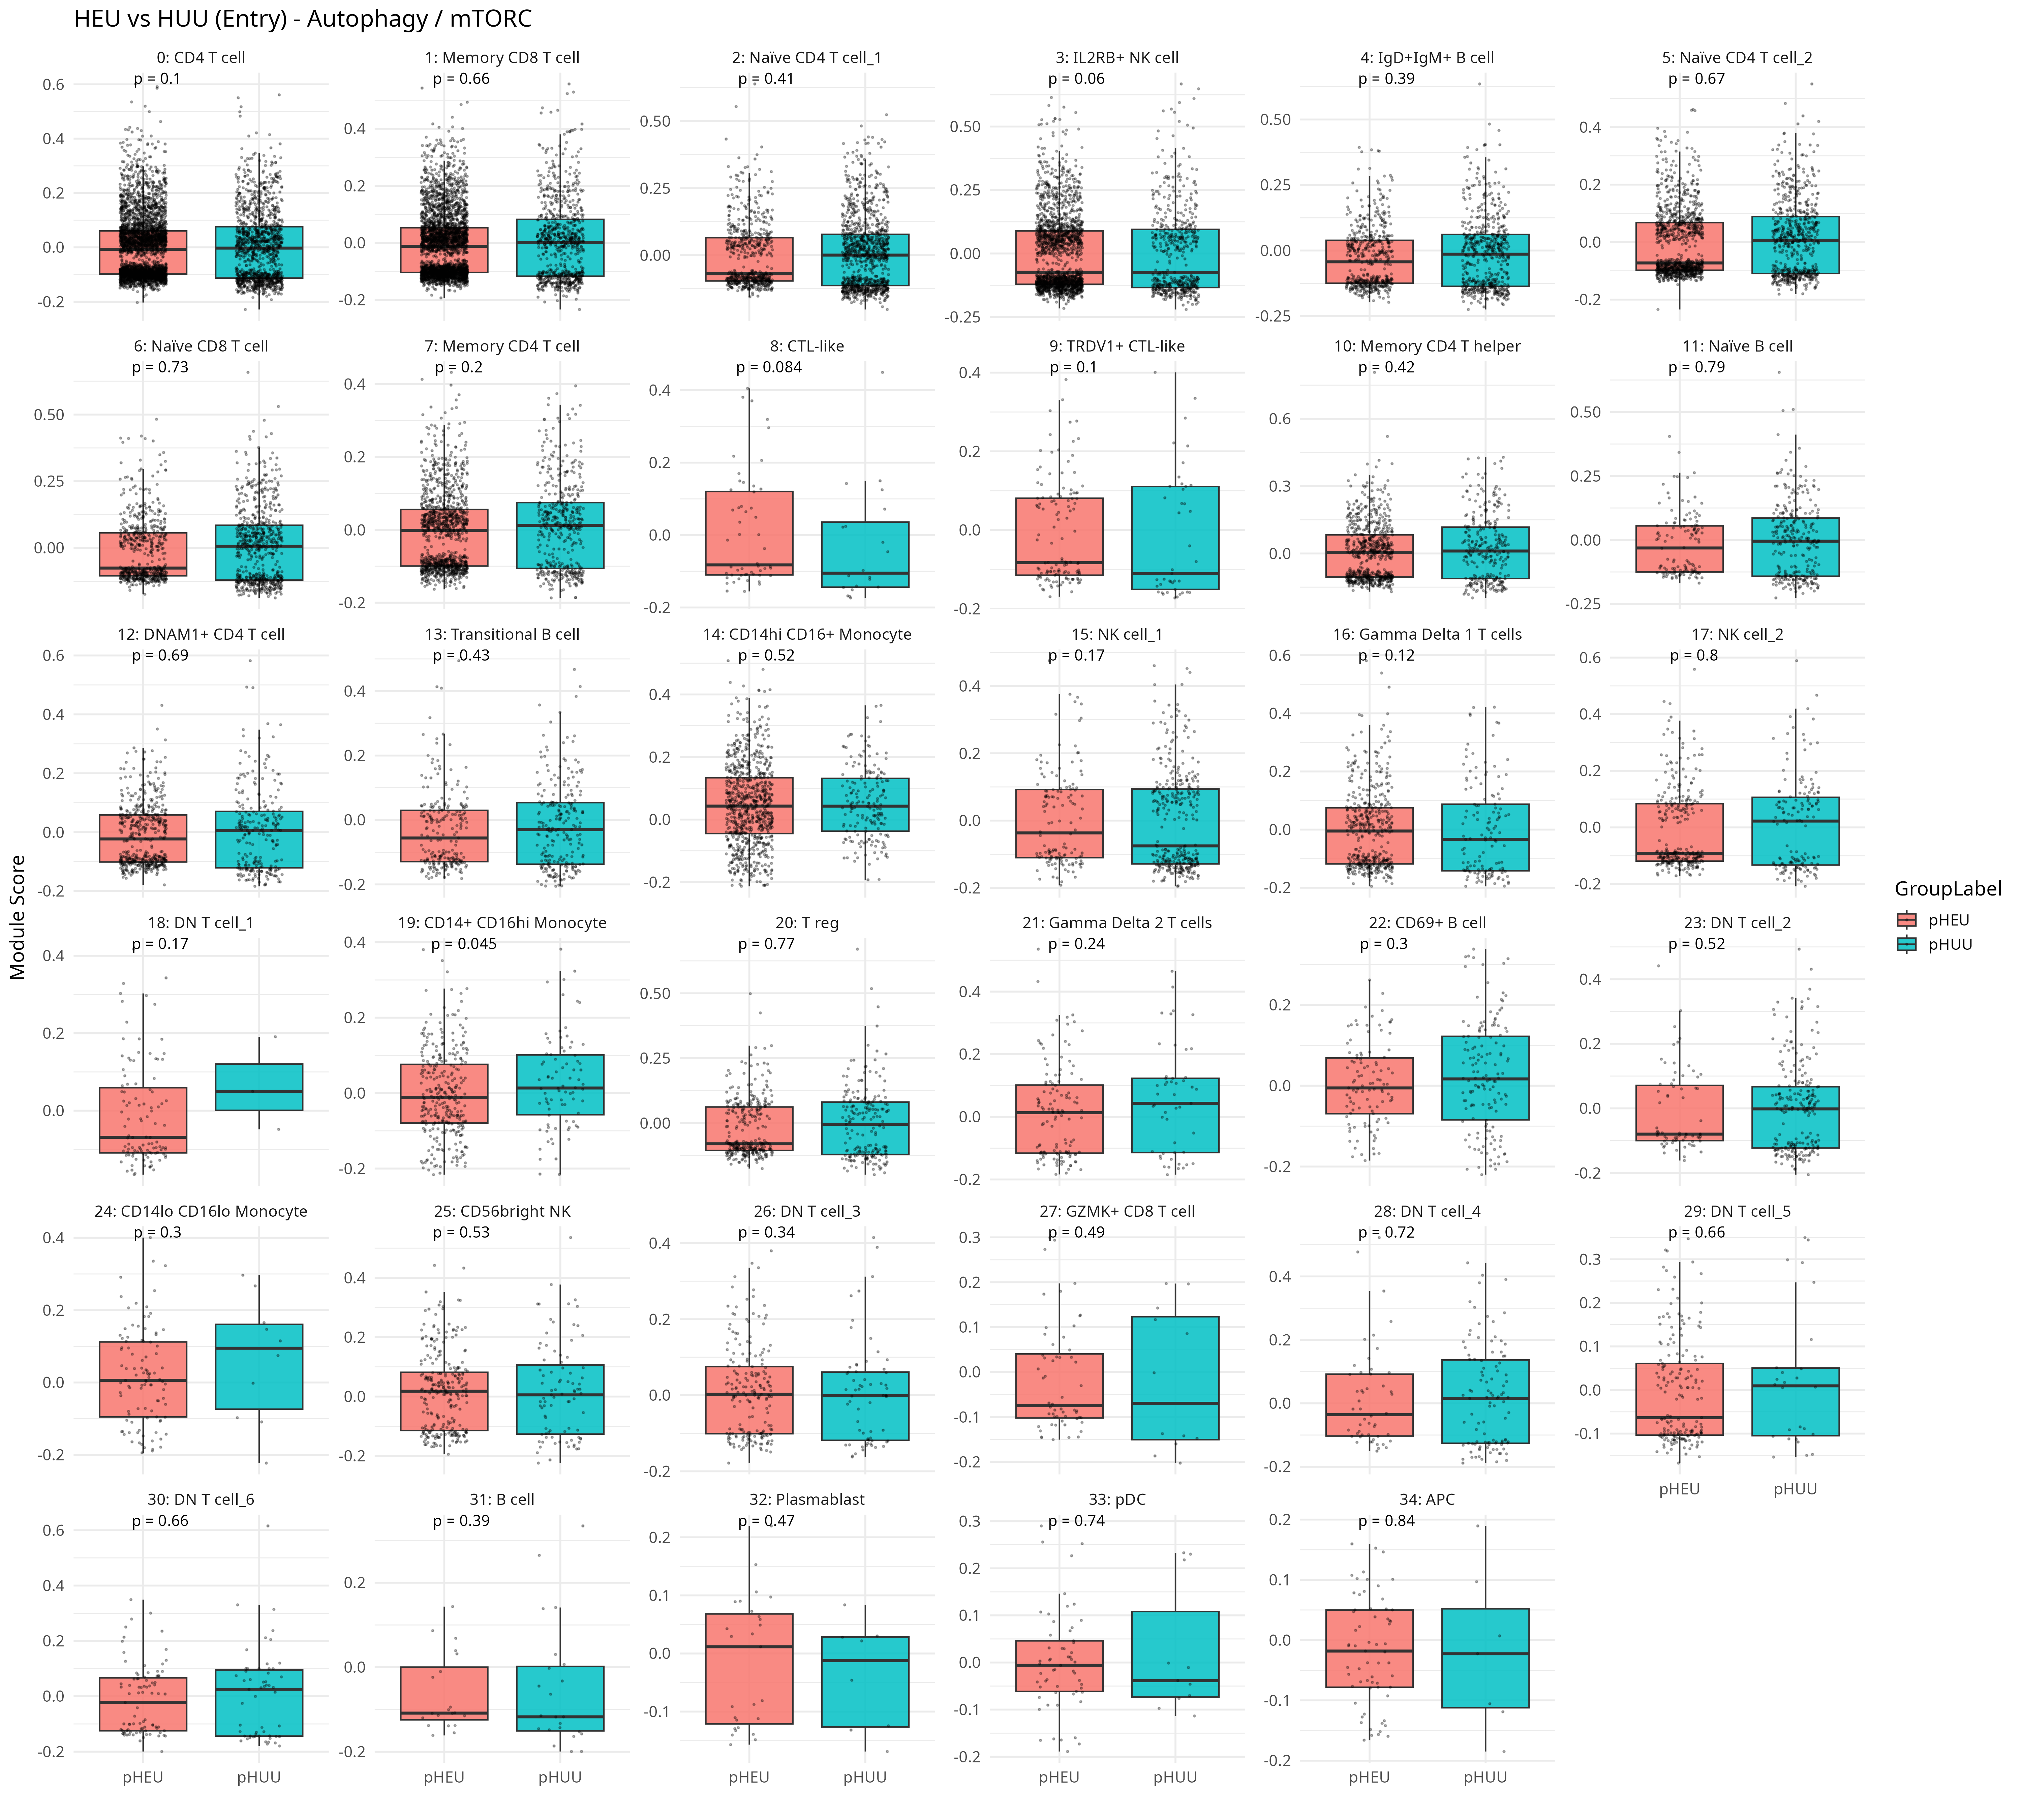 HEU vs HUU (Entry) - Autophagy / mTORC
0: CD4 T cell
1: Memory CD8 T cell
2: Naïve CD4 T cell_1
3: IL2RB+ NK cell
4: IgD+IgM+ B cell
5: Naïve CD4 T cell_2
p = 0.1
p = 0.66
p = 0.41
p = 0.06
p = 0.39
p = 0.67
0.6
0.4
0.2
0.0
-0.2
0.4
0.2
0.0
-0.2
0.50
0.25
0.00
0.50
0.25
0.00
-0.25
0.50
0.25
0.00
-0.25
0.4
0.2
0.0
-0.2
6: Naïve CD8 T cell
7: Memory CD4 T cell
8: CTL-like
9: TRDV1+ CTL-like
10: Memory CD4 T helper
11: Naïve B cell
p = 0.73
p = 0.2
p = 0.084
p = 0.1
p = 0.42
p = 0.79
0.50
0.25
0.00
0.4
0.2
0.0
-0.2
0.4
0.2
0.0
-0.2
0.4
0.2
0.0
-0.2
0.6
0.3
0.0
0.50
0.25
0.00
-0.25
12: DNAM1+ CD4 T cell
13: Transitional B cell
14: CD14hi CD16+ Monocyte
15: NK cell_1
16: Gamma Delta 1 T cells
17: NK cell_2
p = 0.69
p = 0.43
p = 0.52
p = 0.17
p = 0.12
p = 0.8
0.6
0.4
0.2
0.0
-0.2
0.4
0.2
0.0
-0.2
0.4
0.2
0.0
-0.2
0.4
0.2
0.0
-0.2
0.6
0.4
0.2
0.0
-0.2
0.6
0.4
0.2
0.0
-0.2
Module Score
18: DN T cell_1
19: CD14+ CD16hi Monocyte
20: T reg
21: Gamma Delta 2 T cells
22: CD69+ B cell
23: DN T cell_2
p = 0.17
p = 0.045
p = 0.77
p = 0.24
p = 0.3
p = 0.52
0.4
0.2
0.0
0.4
0.2
0.0
-0.2
0.50
0.25
0.00
0.4
0.2
0.0
-0.2
0.2
0.0
-0.2
0.4
0.2
0.0
-0.2
GroupLabel
pHEU
pHUU
24: CD14lo CD16lo Monocyte
25: CD56bright NK
26: DN T cell_3
27: GZMK+ CD8 T cell
28: DN T cell_4
29: DN T cell_5
p = 0.3
p = 0.53
p = 0.34
p = 0.49
p = 0.72
p = 0.66
0.4
0.2
0.0
-0.2
0.4
0.2
0.0
-0.2
0.4
0.2
0.0
-0.2
0.3
0.2
0.1
0.0
-0.1
-0.2
0.4
0.2
0.0
-0.2
0.3
0.2
0.1
0.0
-0.1
pHEU
pHUU
30: DN T cell_6
31: B cell
32: Plasmablast
33: pDC
34: APC
p = 0.66
p = 0.39
p = 0.47
p = 0.74
p = 0.84
0.6
0.4
0.2
0.0
-0.2
0.2
0.0
-0.2
0.2
0.1
0.0
-0.1
0.3
0.2
0.1
0.0
-0.1
-0.2
0.2
0.1
0.0
-0.1
-0.2
pHEU
pHUU
pHEU
pHUU
pHEU
pHUU
pHEU
pHUU
pHEU
pHUU